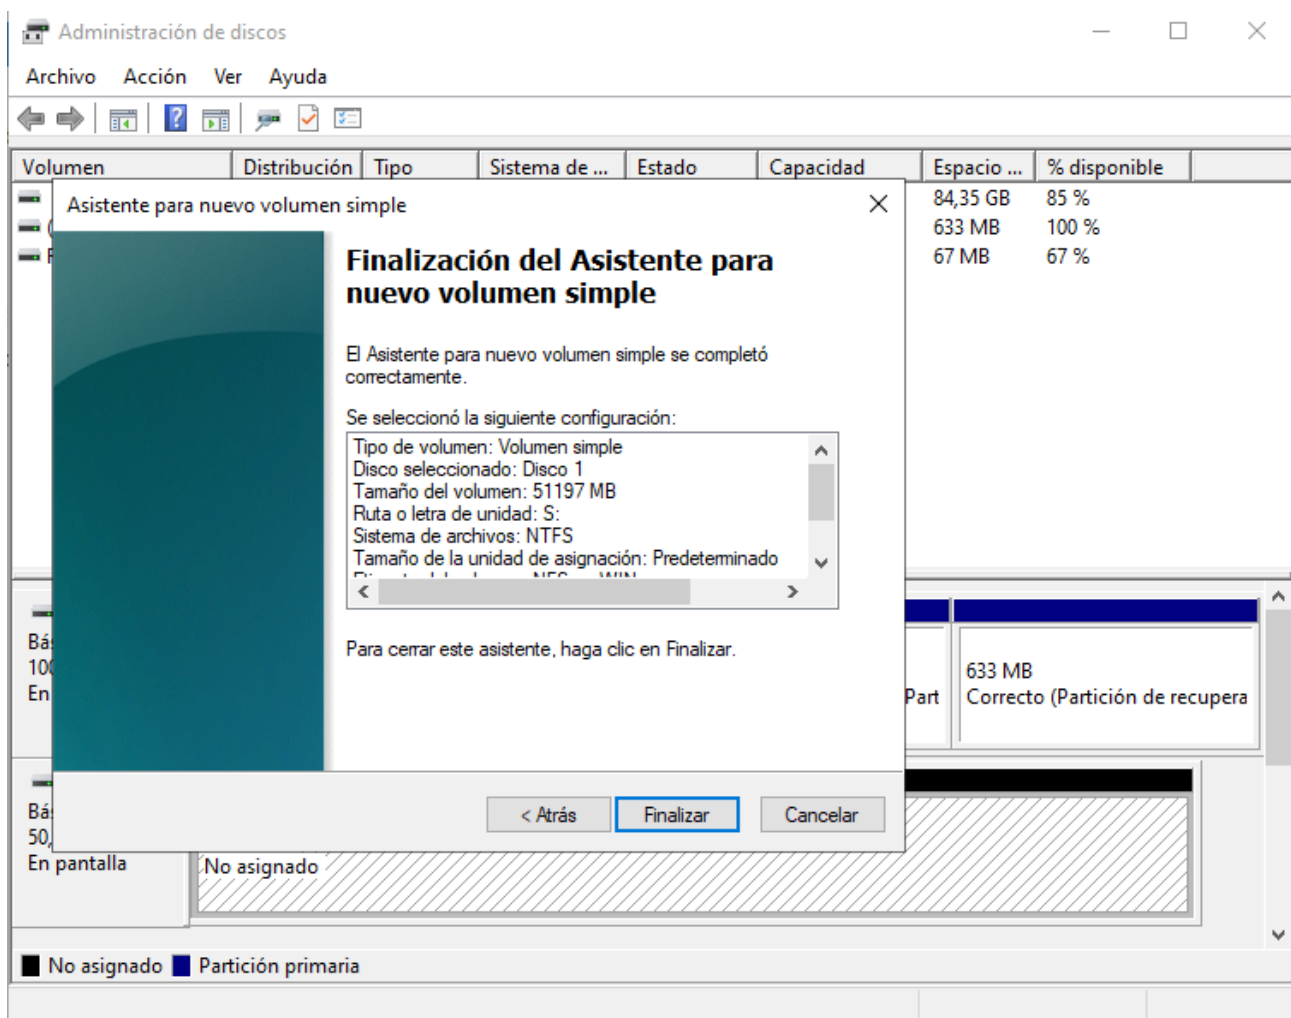 Administración de discos
Archivo Acción Ver Ayuda
Volumen Distribución Tipo Sistema de ... Estado Capacidad Espacio ... % disponible
84,35 GB 85 %
633 MB 100 %
67 MB 67 %
Asistente para nuevo volumen simple
Finalización del Asistente para
nuevo volumen simple
El Asistente para nuevo volumen simple se completó
correctamente.
Se seleccionó la siguiente configuración:
Tipo de volumen: Volumen simple
Disco seleccionado: Disco 1
Tamaño del volumen: 51197 MB
Ruta o letra de unidad: S:
Sistema de archivos: NTFS
Tamaño de la unidad de asignación: Predeterminado
Para cerrar este asistente, haga clic en Finalizar.
< Atrás Finalizar Cancelar
Bás
100
En
Part
633 MB
Correcto (Partición de recupera
Bás
50,
En pantalla
No asignado
No asignado Partición primaria